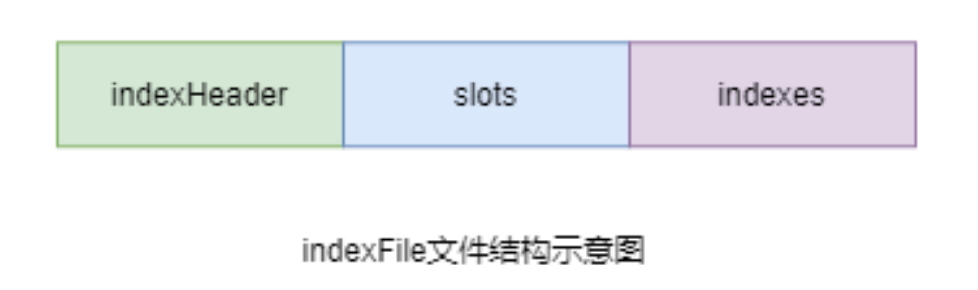 indexHeader
slots
indexes
indexFile文件结构示意图